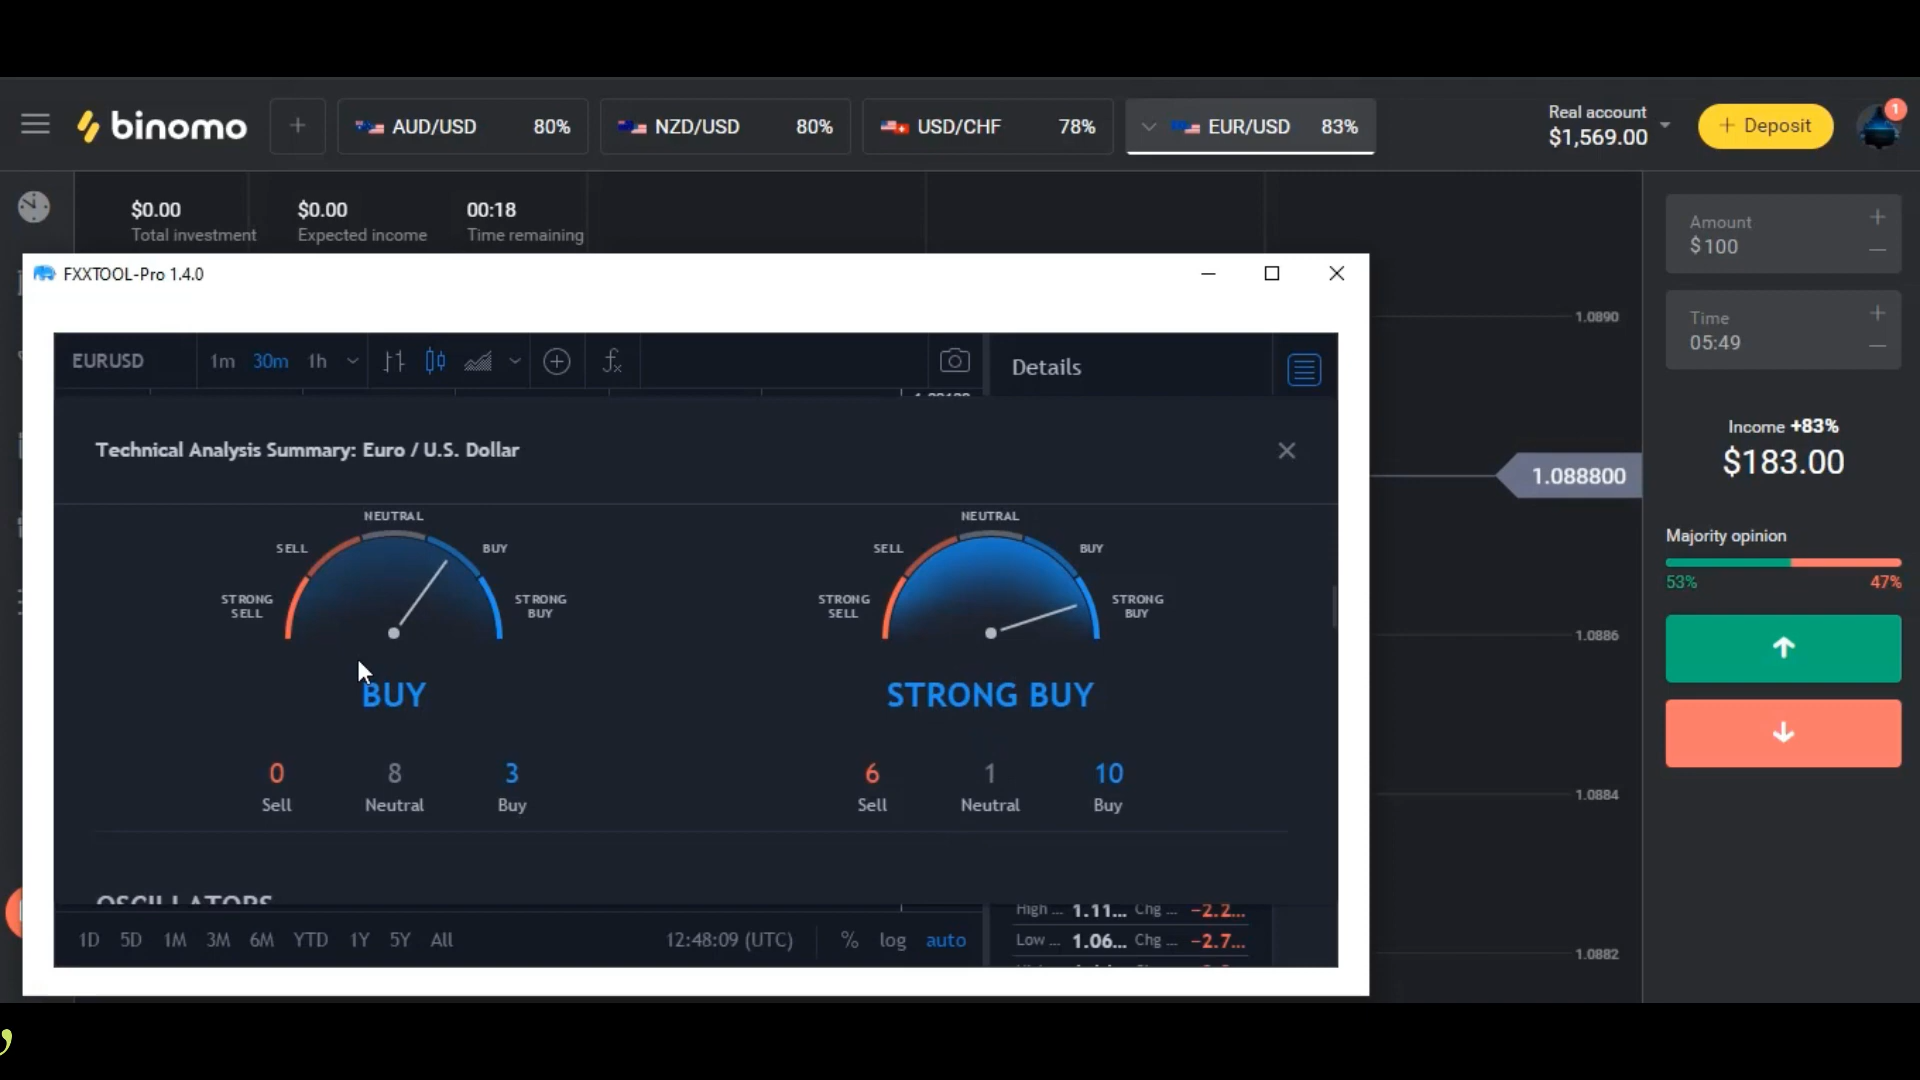 binomo
+
AUD/USD 80%
NZD/USD 80%
USD/CHF 78%
EUR/USD 83%
Real account
$1,569.00
+ Deposit
1
$0.00
Total investment
$0.00
Expected income
00:18
Time remaining
Amount
$100
Time
05:49
Income +83%
$183.00
Majority opinion
53% 47%
1.0890
1.088800
1.0886
1.0884
1.0882
FXXTOOL-Pro 1.4.0
EURUSD 1m 30m 1h
Details
Technical Analysis Summary: Euro / U.S. Dollar
NEUTRAL
SELL BUY
STRONG SELL
STRONG BUY
BUY
0 8 3
Sell Neutral Buy
NEUTRAL
SELL BUY
STRONG SELL
STRONG BUY
STRONG BUY
6 1 10
Sell Neutral Buy
OSCILLATORS
High ... 1.11... Chg ... −2.2...
Low ... 1.06... Chg ... −2.7...
1D 5D 1M 3M 6M YTD 1Y 5Y All
12:48:09 (UTC) % log auto